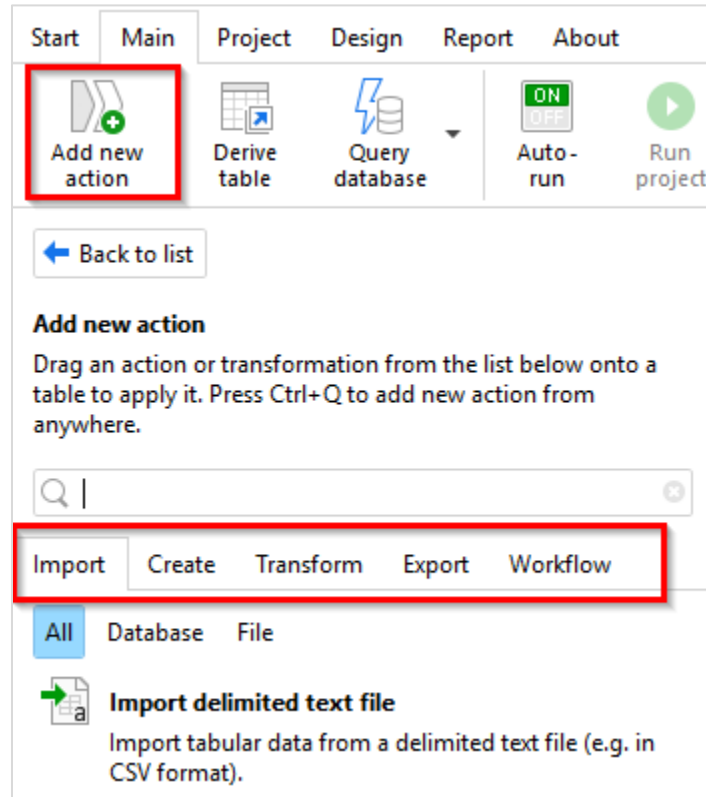 Start Main Project Design Report About
Add new action
Derive table
Query database
ON
OFF
Auto-run
Run project
Back to list
Add new action
Drag an action or transformation from the list below onto a
table to apply it. Press Ctrl+Q to add new action from
anywhere.
Import Create Transform Export Workflow
All Database File
a
Import delimited text file
Import tabular data from a delimited text file (e.g. in
CSV format).